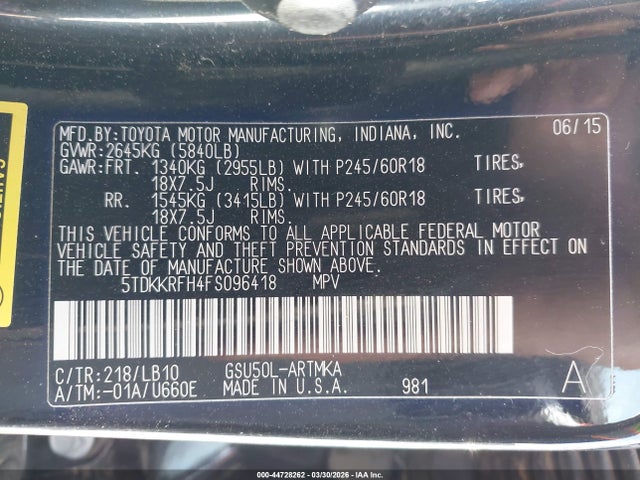 MFD.BY:TOYOTA MOTOR MANUFACTURING, INDIANA, INC. 06/15
GVWR:2645KG (5840LB)
GAWR:FRT. 1340KG (2955LB) WITH P245/60R18 TIRES,
18X7.5J RIMS.
RR. 1545KG (3415LB) WITH P245/60R18 TIRES,
18X7.5J RIMS.
THIS VEHICLE CONFORMS TO ALL APPLICABLE FEDERAL MOTOR
VEHICLE SAFETY AND THEFT PREVENTION STANDARDS IN EFFECT ON
THE DATE OF MANUFACTURE SHOWN ABOVE.
5TDKKRFH4FS096418 MPV
C/TR:218/LB10 GSU50L-ARTMKA
A/TM:-01A/U660E MADE IN U.S.A. 981 A
000-44728262 - 03/30/2026 - IAA Inc.